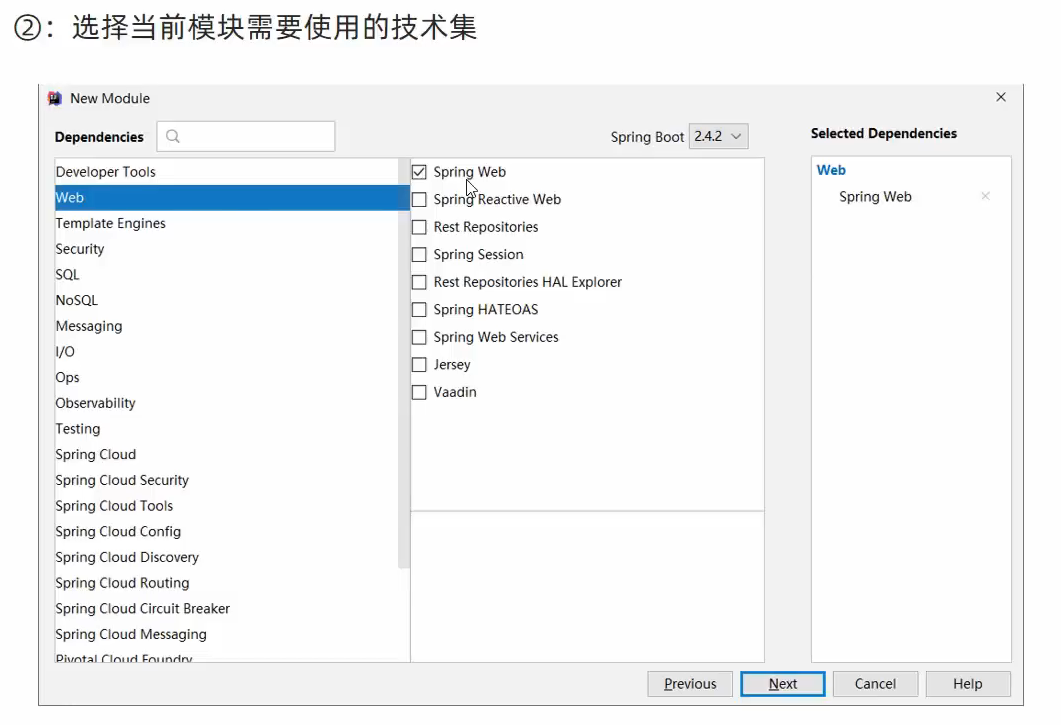 ②：选择当前模块需要使用的技术集
New Module
Dependencies
Spring Boot 2.4.2
Selected Dependencies
Developer Tools
Web
Template Engines
Security
SQL
NoSQL
Messaging
I/O
Ops
Observability
Testing
Spring Cloud
Spring Cloud Security
Spring Cloud Tools
Spring Cloud Config
Spring Cloud Discovery
Spring Cloud Routing
Spring Cloud Circuit Breaker
Spring Cloud Messaging
Pivotal Cloud Foundry
Spring Web
Spring Reactive Web
Rest Repositories
Spring Session
Rest Repositories HAL Explorer
Spring HATEOAS
Spring Web Services
Jersey
Vaadin
Web
Spring Web
Previous
Next
Cancel
Help